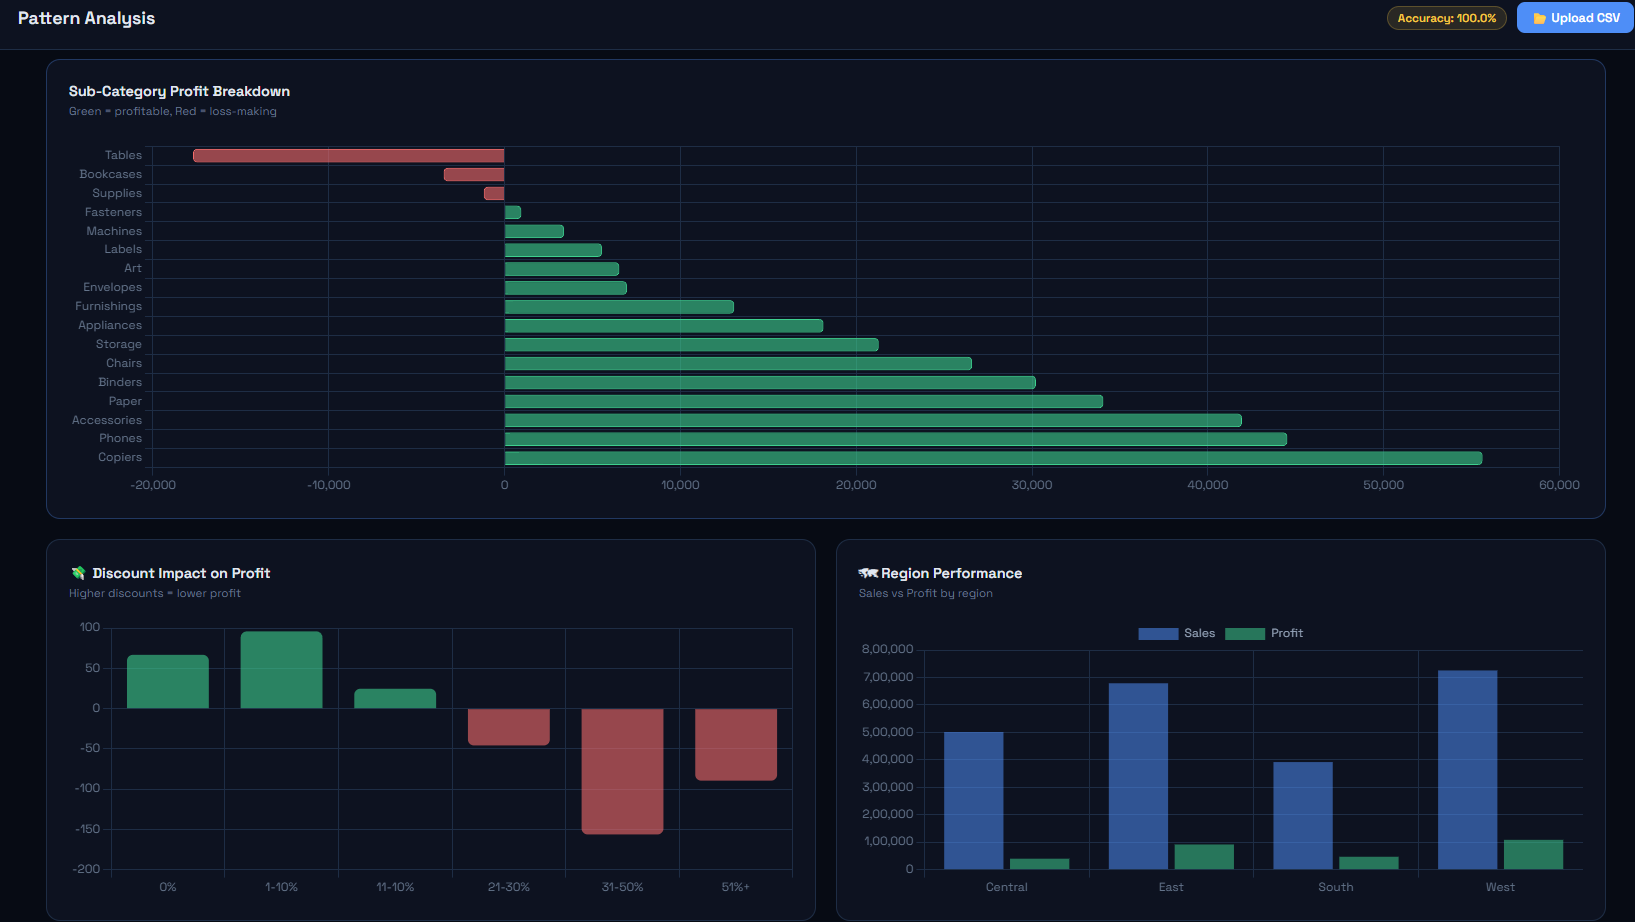 Pattern Analysis
Accuracy: 100.0%
Upload CSV
Sub-Category Profit Breakdown
Green = profitable, Red = loss-making
Tables
Bookcases
Supplies
Fasteners
Machines
Labels
Art
Envelopes
Furnishings
Appliances
Storage
Chairs
Binders
Paper
Accessories
Phones
Copiers
-20,000 -10,000 0 10,000 20,000 30,000 40,000 50,000 60,000
Discount Impact on Profit
Higher discounts = lower profit
100
50
0
-50
-100
-150
-200
0% 1-10% 11-10% 21-30% 31-50% 51%+
Region Performance
Sales vs Profit by region
Sales Profit
8,00,000
7,00,000
6,00,000
5,00,000
4,00,000
3,00,000
2,00,000
1,00,000
0
Central East South West